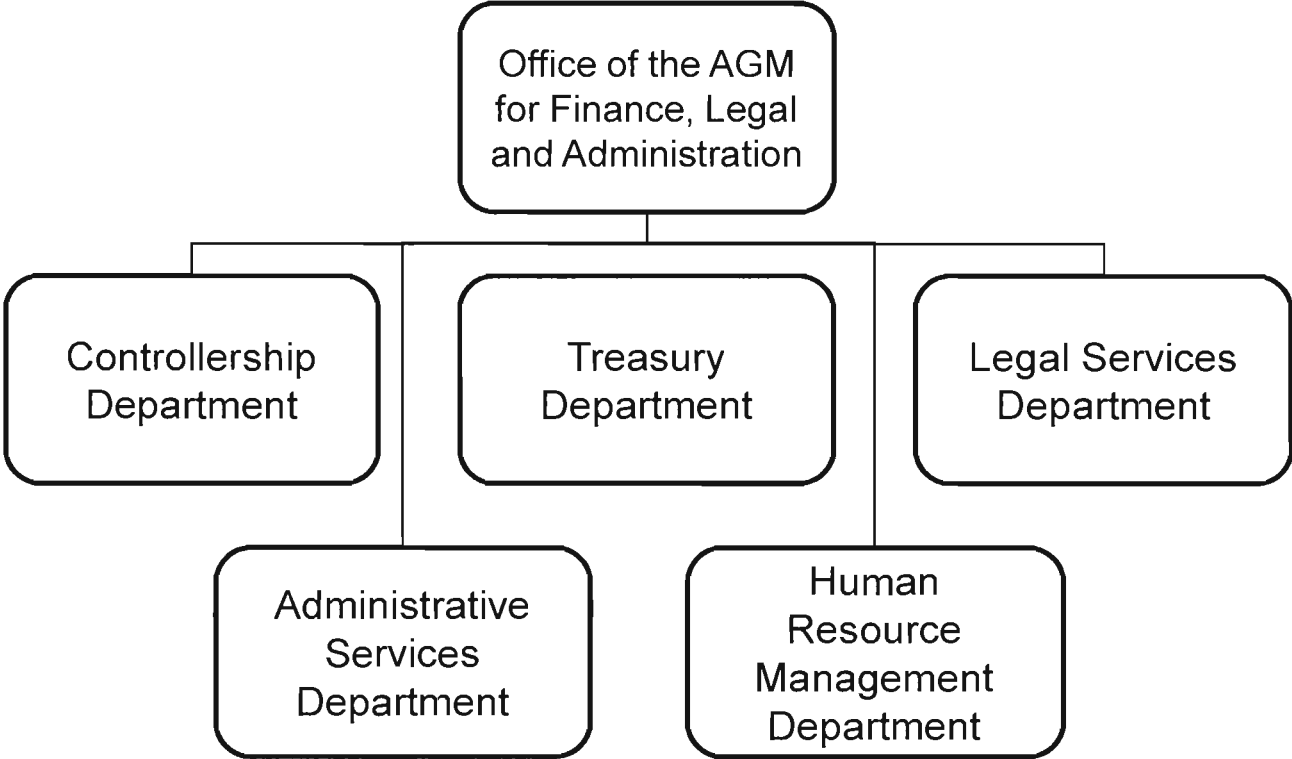 Office of the AGM
for Finance, Legal
and Administration
Controllership
Department
Treasury
Department
Legal Services
Department
Administrative
Services
Department
Human
Resource
Management
Department